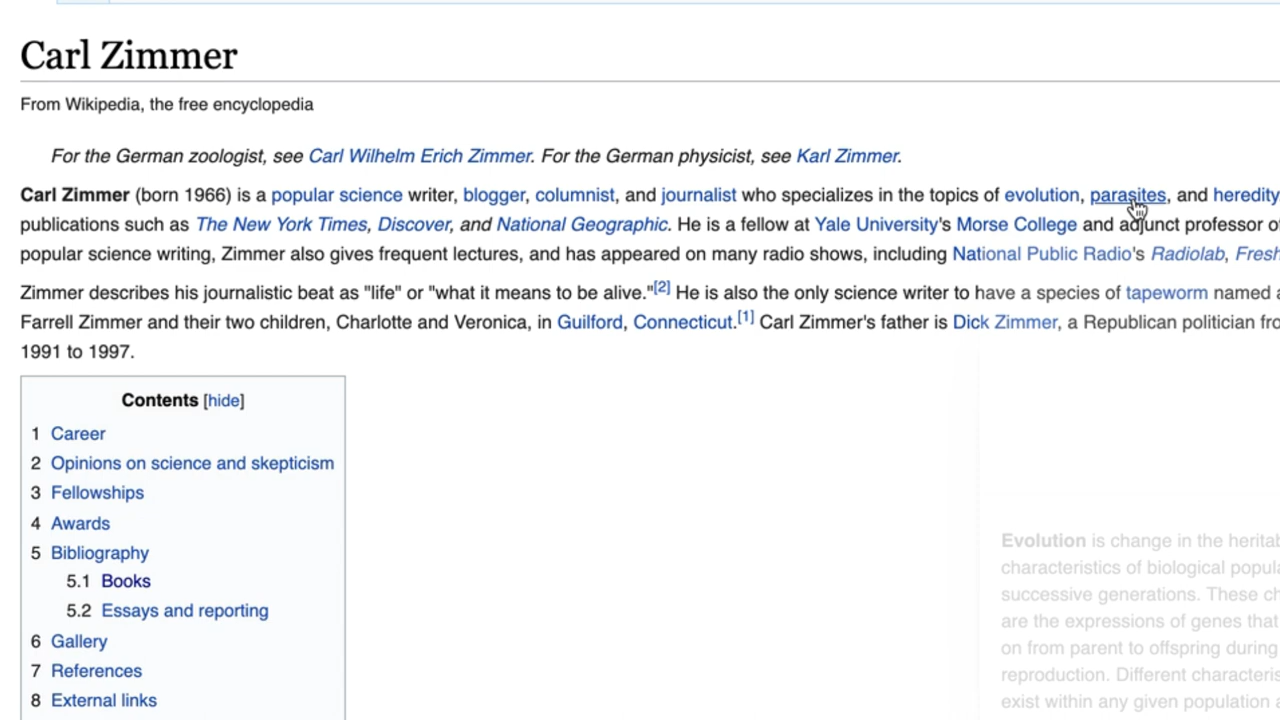 Carl Zimmer
From Wikipedia, the free encyclopedia
For the German zoologist, see Carl Wilhelm Erich Zimmer. For the German physicist, see Karl Zimmer.
Carl Zimmer (born 1966) is a popular science writer, blogger, columnist, and journalist who specializes in the topics of evolution, parasites, and heredity
publications such as The New York Times, Discover, and National Geographic. He is a fellow at Yale University's Morse College and adjunct professor
popular science writing, Zimmer also gives frequent lectures, and has appeared on many radio shows, including National Public Radio's Radiolab, Fresh
Zimmer describes his journalistic beat as "life" or "what it means to be alive."[2] He is also the only science writer to have a species of tapeworm named
Farrell Zimmer and their two children, Charlotte and Veronica, in Guilford, Connecticut.[1] Carl Zimmer's father is Dick Zimmer, a Republican politician
1991 to 1997.
Contents [hide]
1 Career
2 Opinions on science and skepticism
3 Fellowships
4 Awards
5 Bibliography
5.1 Books
5.2 Essays and reporting
6 Gallery
7 References
8 External links
Evolution is change in the
characteristics of biological
successive generations. These
are the expressions of genes that
on from parent to offspring during
reproduction. Different
exist within any given population